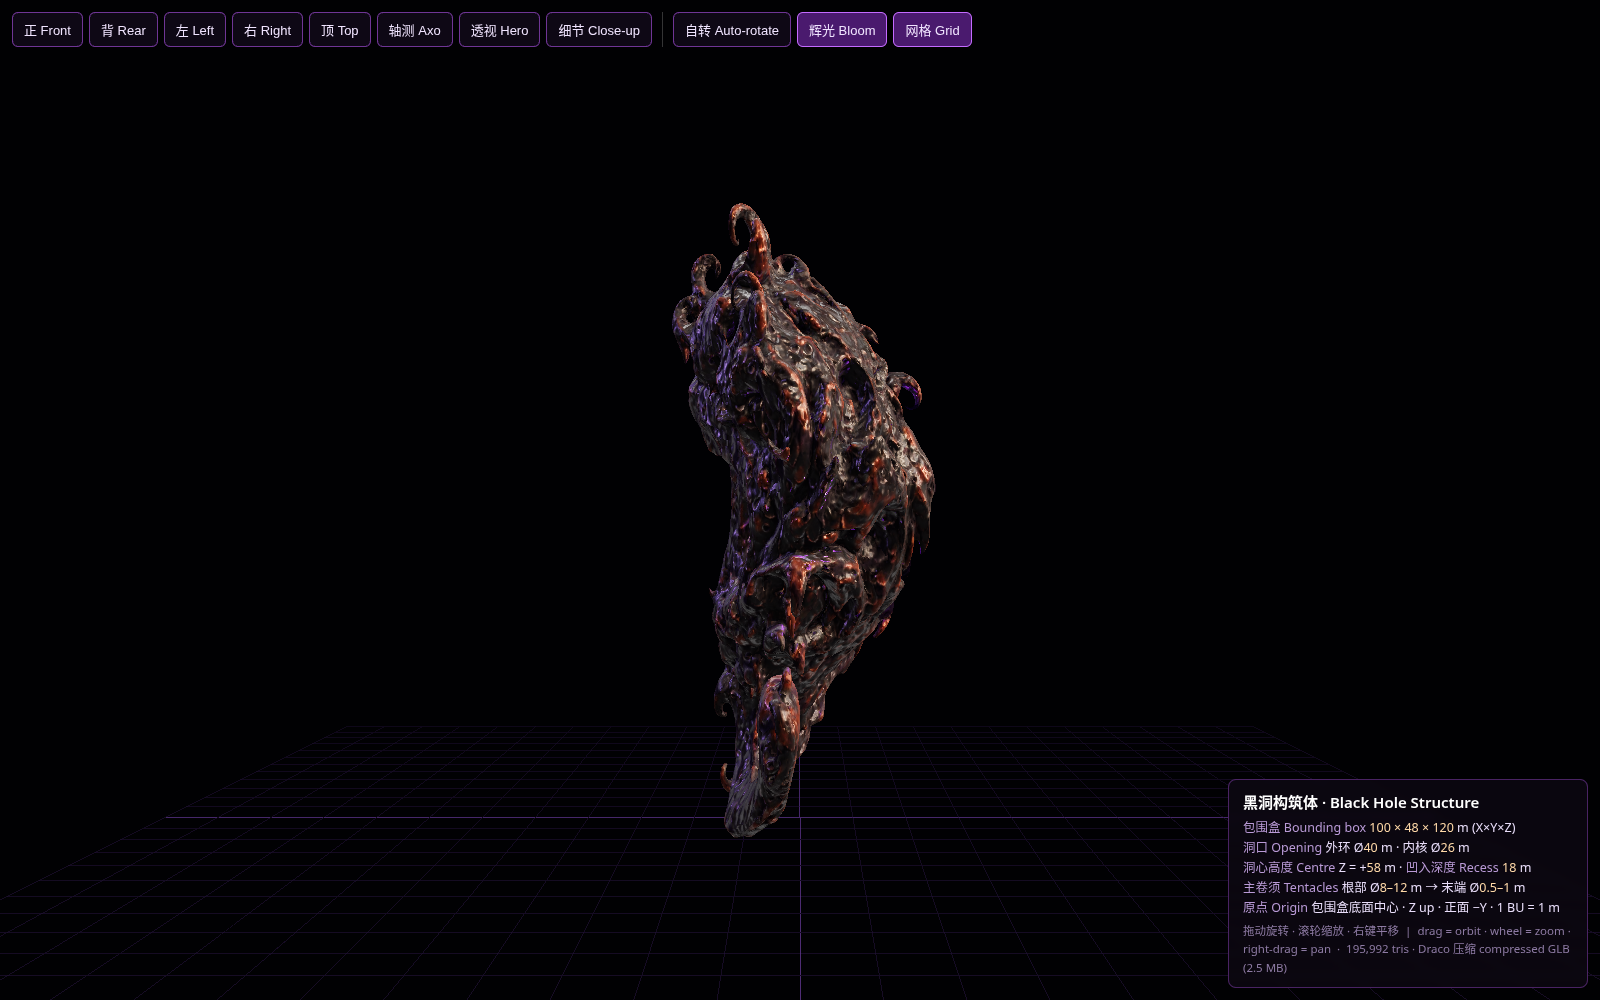 正 Front
背 Rear
左 Left
右 Right
顶 Top
轴测 Axo
透视 Hero
细节 Close-up
自转 Auto-rotate
辉光 Bloom
网格 Grid
黑洞构筑体 · Black Hole Structure
包围盒 Bounding box 100 × 48 × 120 m (X×Y×Z)
洞口 Opening 外环 Ø40 m · 内核 Ø26 m
洞心高度 Centre Z = +58 m · 凹入深度 Recess 18 m
主卷须 Tentacles 根部 Ø8–12 m → 末端 Ø0.5–1 m
原点 Origin 包围盒底面中心 · Z up · 正面 −Y · 1 BU = 1 m
拖动旋转 · 滚轮缩放 · 右键平移 | drag = orbit · wheel = zoom ·
right-drag = pan · 195,992 tris · Draco 压缩 compressed GLB
(2.5 MB)